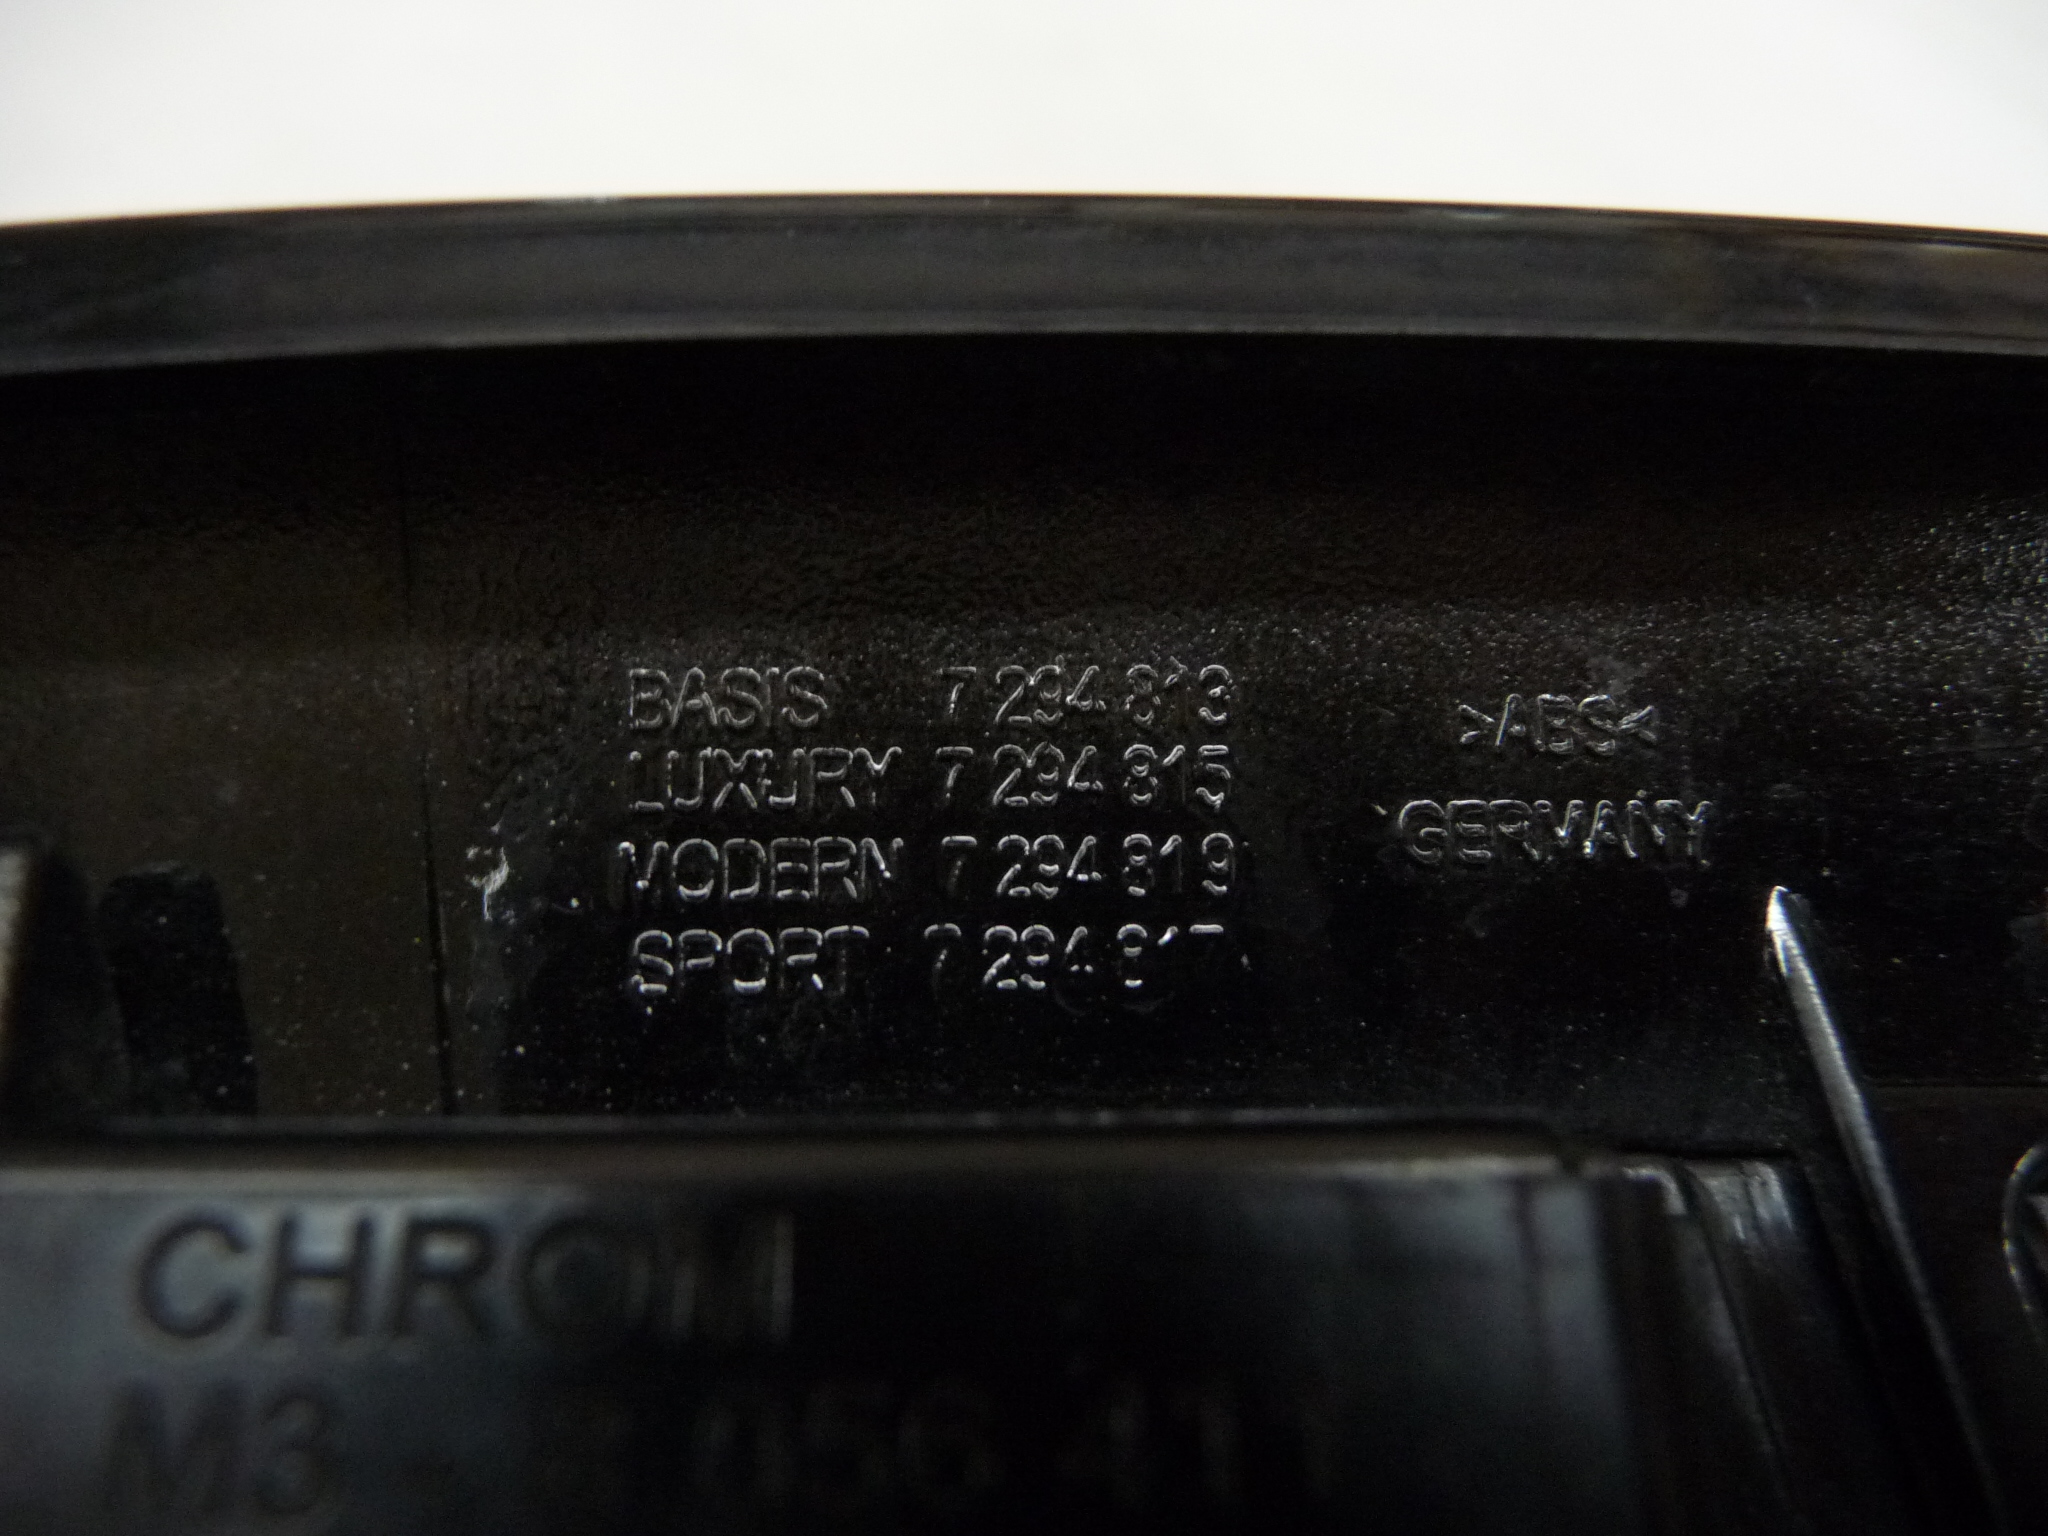 BASIS 7 294 813
LUXURY 7 294 815
MODERN 7 294 819
SPORT 7 294 817
>ABS<
GERMANY
CHROM
M3